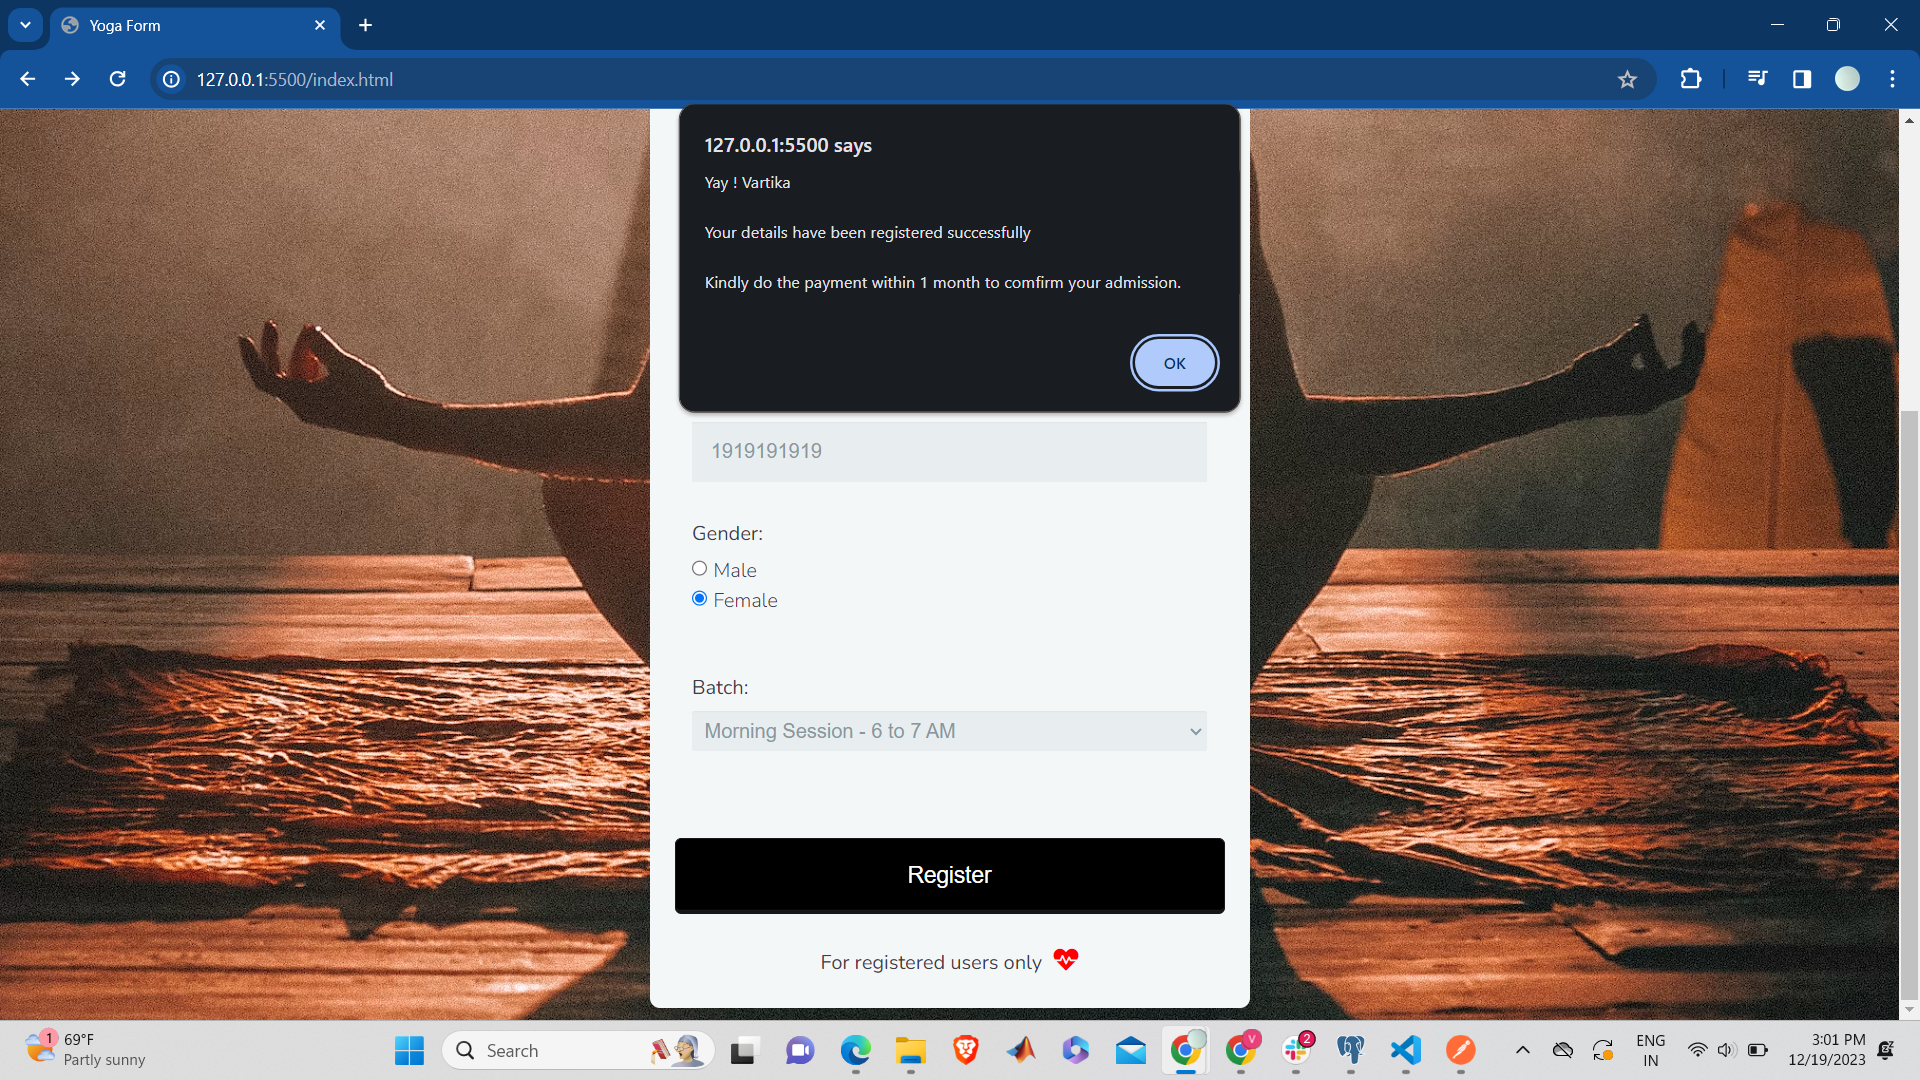 Yoga Form
127.0.0.1:5500/index.html
127.0.0.1:5500 says
Yay ! Vartika
Your details have been registered successfully
Kindly do the payment within 1 month to comfirm your admission.
OK
1919191919
Gender:
Male
Female
Batch:
Morning Session - 6 to 7 AM
Register
For registered users only
1
69°F
Partly sunny
Search
V
2
ENG
IN
3:01 PM
12/19/2023